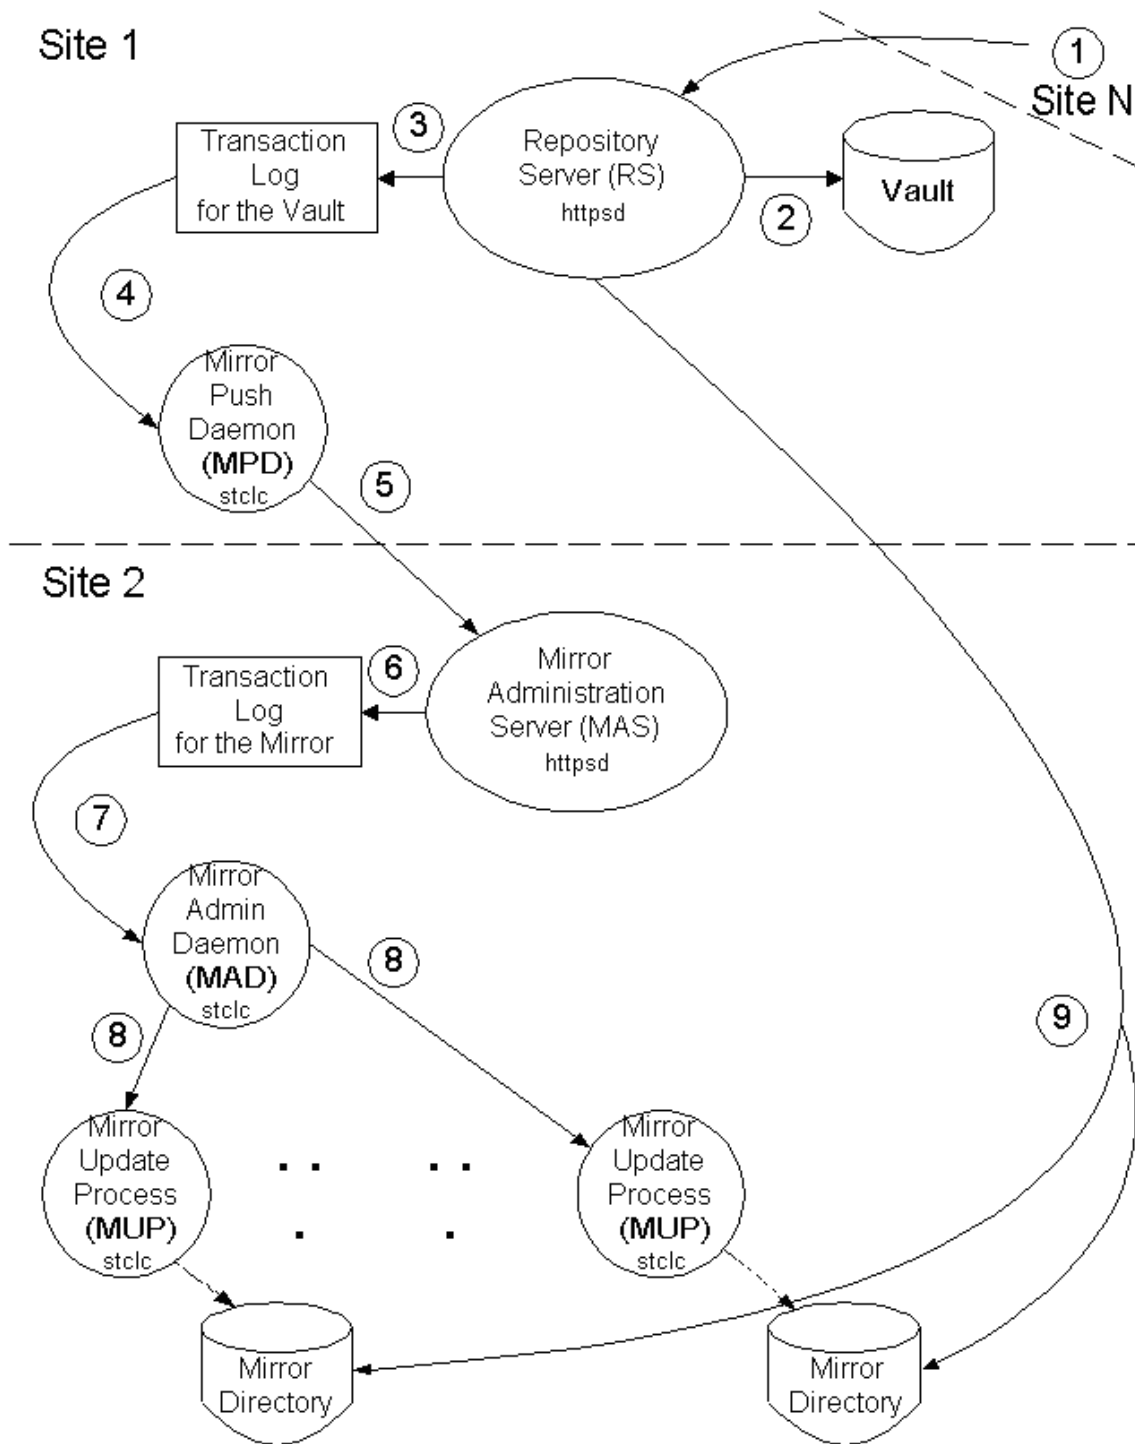 Site 1
1
Site N
3
Transaction
Log
for the Vault
Repository
Server (RS)
httpsd
2
Vault
4
Mirror
Push
Daemon
(MPD)
stclc
5
Site 2
6
Transaction
Log
for the Mirror
Mirror
Administration
Server (MAS)
httpsd
7
Mirror
Admin
Daemon
(MAD)
stclc
8
8
9
Mirror
Update
Process
(MUP)
stclc
Mirror
Update
Process
(MUP)
stclc
Mirror
Directory
Mirror
Directory